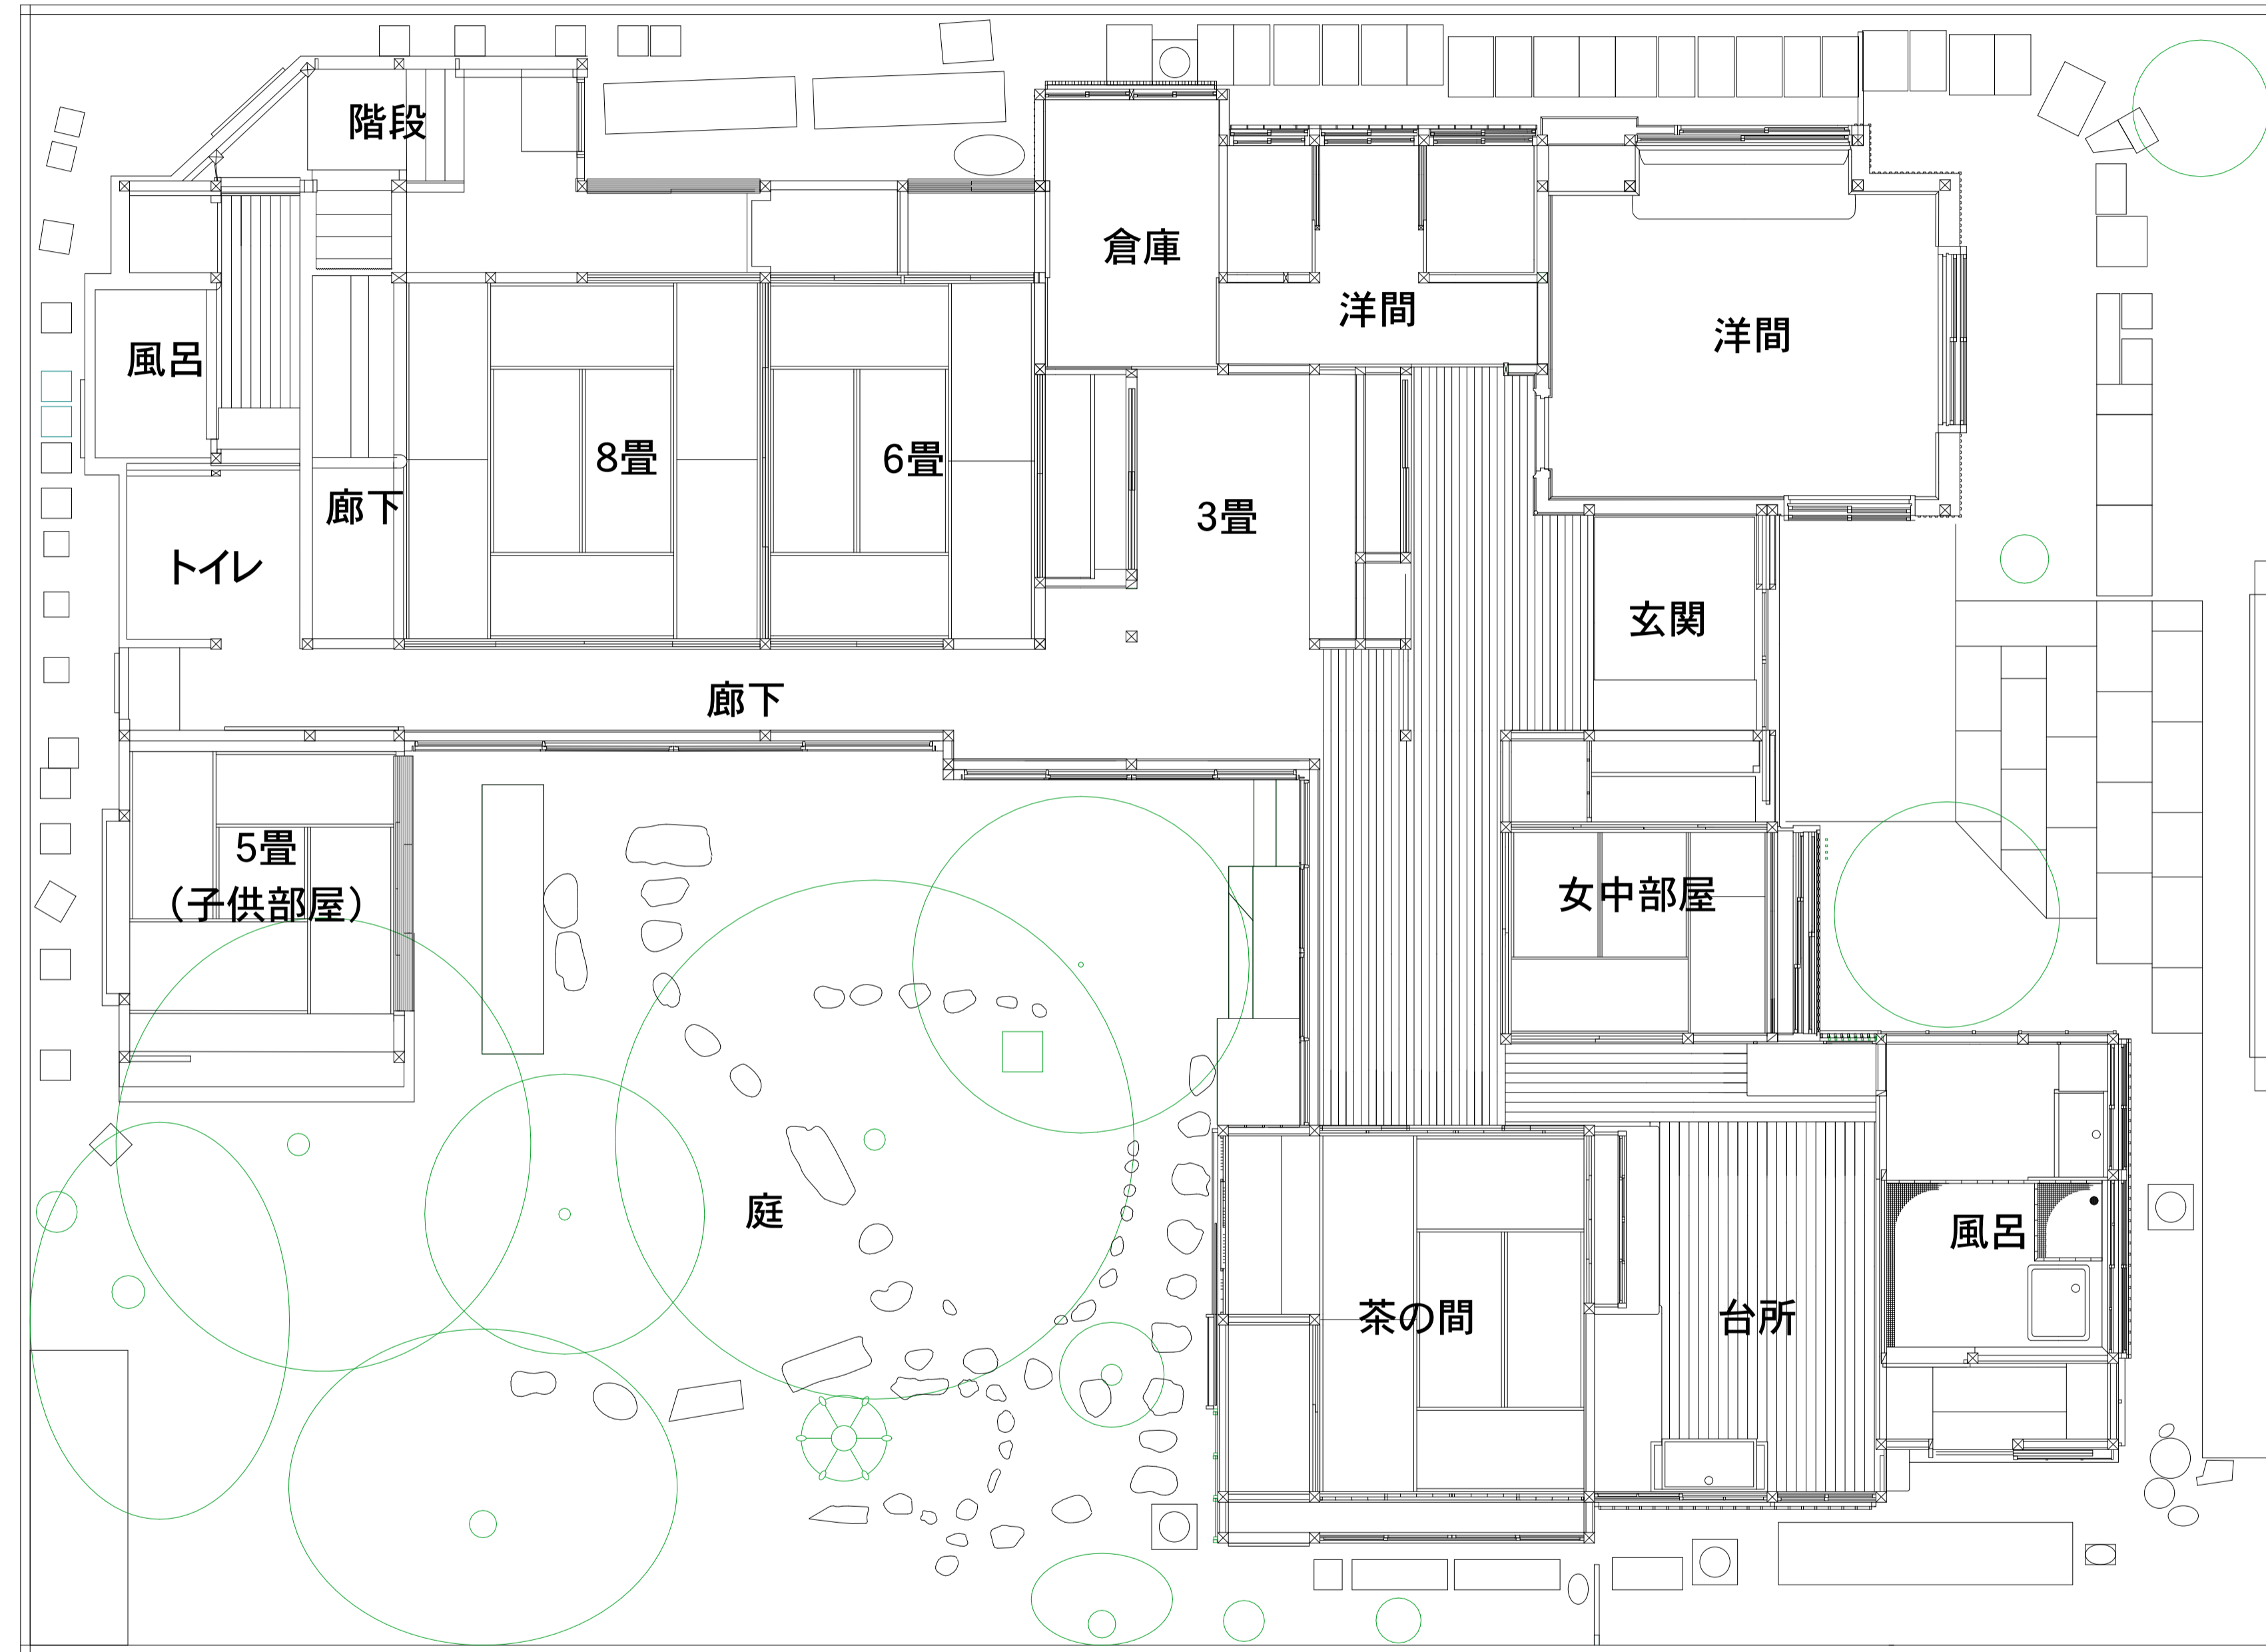 階段
倉庫
洋間
洋間
風呂
8畳
6畳
3畳
廊下
トイレ
玄関
廊下
5畳
（子供部屋）
女中部屋
庭
茶の間
台所
風呂